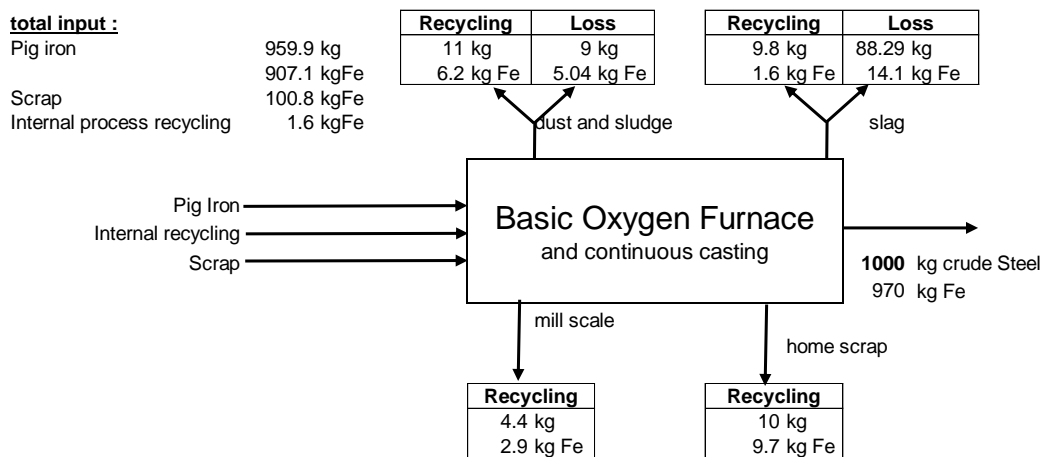 total input :
Pig iron 959.9 kg
907.1 kgFe
Scrap 100.8 kgFe
Internal process recycling 1.6 kgFe
Recycling Loss
11 kg 9 kg
6.2 kg Fe 5.04 kg Fe
dust and sludge
Recycling Loss
9.8 kg 88.29 kg
1.6 kg Fe 14.1 kg Fe
slag
Pig Iron
Internal recycling
Scrap
Basic Oxygen Furnace
and continuous casting
1000 kg crude Steel
970 kg Fe
mill scale
home scrap
Recycling
4.4 kg
2.9 kg Fe
Recycling
10 kg
9.7 kg Fe